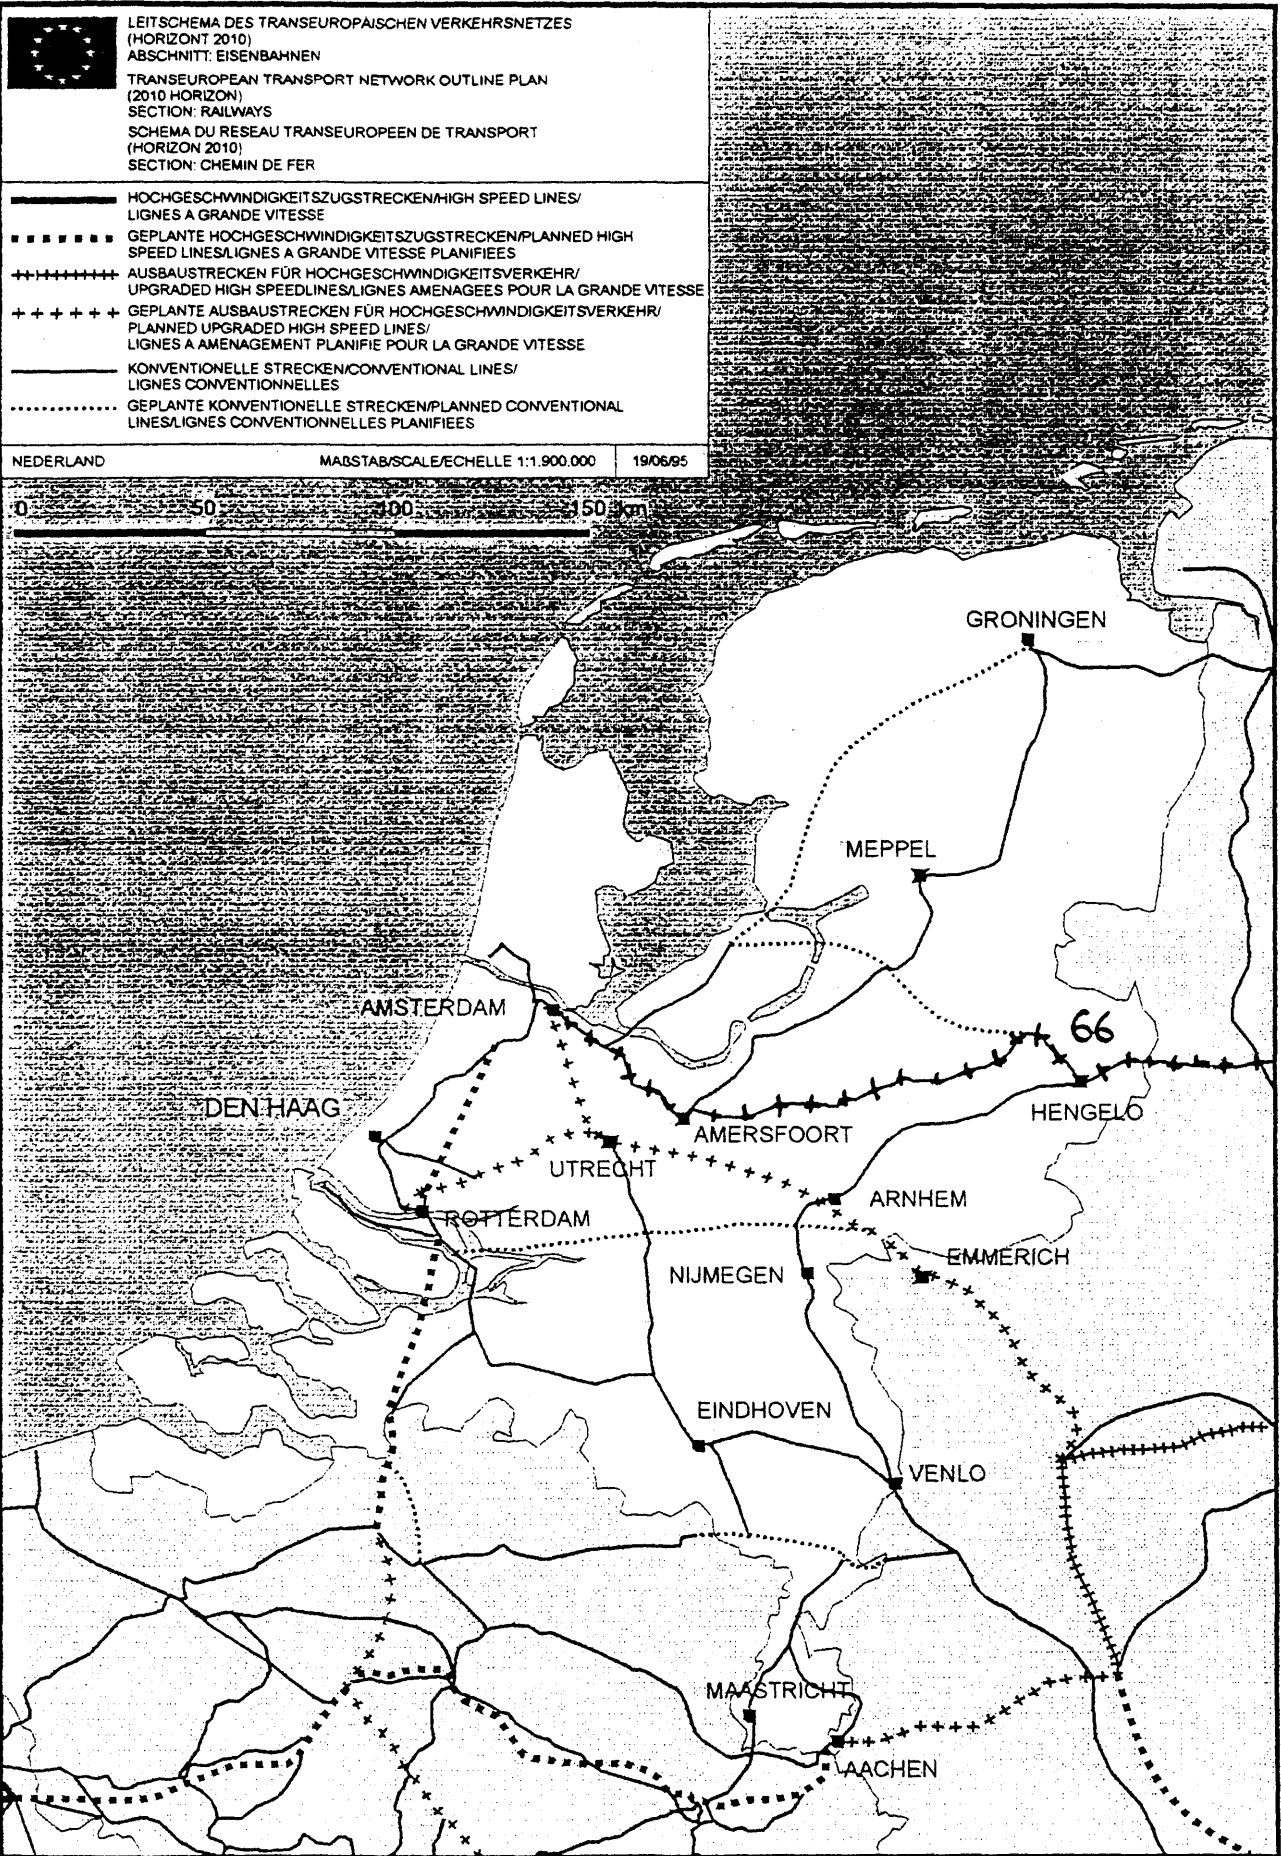 LEITSCHEMA DES TRANSEUROPÄISCHEN VERKEHRSNETZES
(HORIZONT 2010)
ABSCHNITT: EISENBAHNEN
TRANSEUROPEAN TRANSPORT NETWORK OUTLINE PLAN
(2010 HORIZON)
SECTION: RAILWAYS
SCHEMA DU RESEAU TRANSEUROPEEN DE TRANSPORT
(HORIZON 2010)
SECTION: CHEMIN DE FER
HOCHGESCHWINDIGKEITSZUGSTRECKEN/HIGH SPEED LINES/
LIGNES A GRANDE VITESSE
GEPLANTE HOCHGESCHWINDIGKEITSZUGSTRECKEN/PLANNED HIGH
SPEED LINES/LIGNES A GRANDE VITESSE PLANIFIEES
AUSBAUSTRECKEN FÜR HOCHGESCHWINDIGKEITSVERKEHR/
UPGRADED HIGH SPEEDLINES/LIGNES AMENAGEES POUR LA GRANDE VITESSE
GEPLANTE AUSBAUSTRECKEN FÜR HOCHGESCHWINDIGKEITSVERKEHR/
PLANNED UPGRADED HIGH SPEED LINES/
LIGNES A AMENAGEMENT PLANIFIE POUR LA GRANDE VITESSE
KONVENTIONELLE STRECKEN/CONVENTIONAL LINES/
LIGNES CONVENTIONNELLES
GEPLANTE KONVENTIONELLE STRECKEN/PLANNED CONVENTIONAL
LINES/LIGNES CONVENTIONNELLES PLANIFIEES
NEDERLAND MAßSTAB/SCALE/ECHELLE 1:1.900.000 19/06/95
0 50 100 150 km
GRONINGEN
MEPPEL
AMSTERDAM
66
DEN HAAG
HENGELO
AMERSFOORT
UTRECHT
ARNHEM
ROTTERDAM
EMMERICH
NIJMEGEN
EINDHOVEN
VENLO
MAASTRICHT
AACHEN